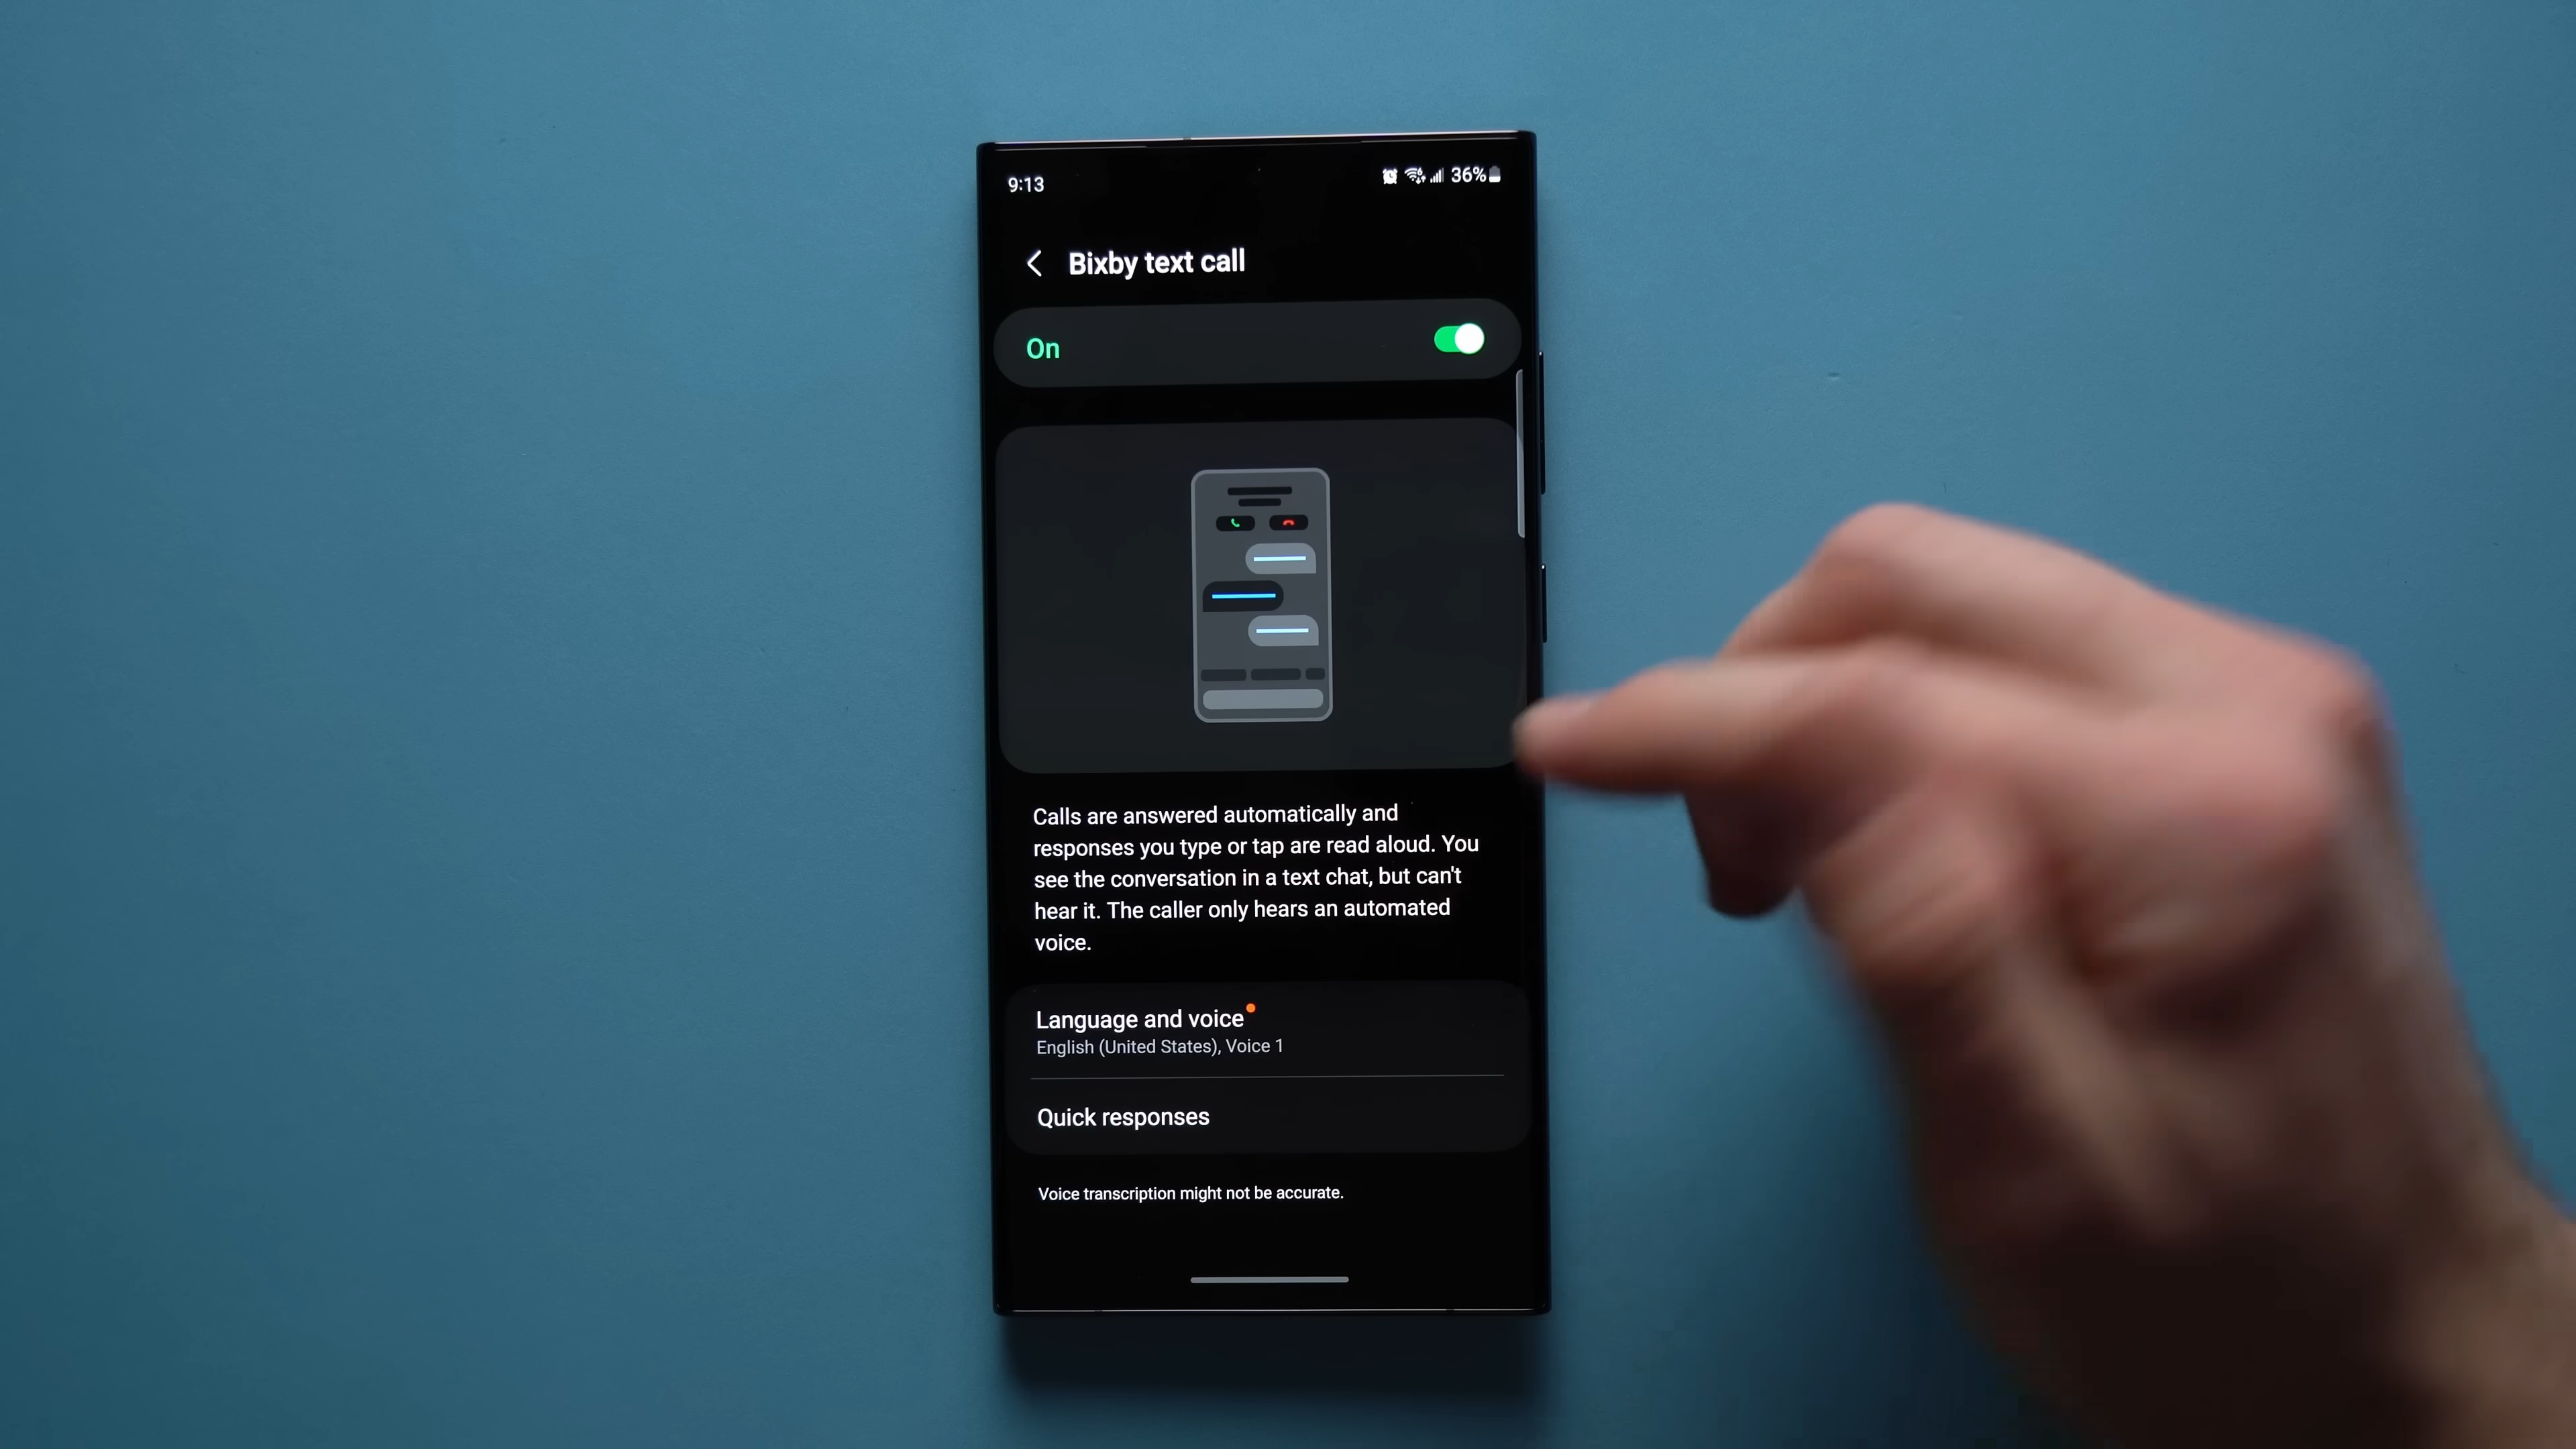 9:13
36%
Bixby text call
On
Calls are answered automatically and
responses you type or tap are read aloud. You
see the conversation in a text chat, but can't
hear it. The caller only hears an automated
voice.
Language and voice
English (United States), Voice 1
Quick responses
Voice transcription might not be accurate.